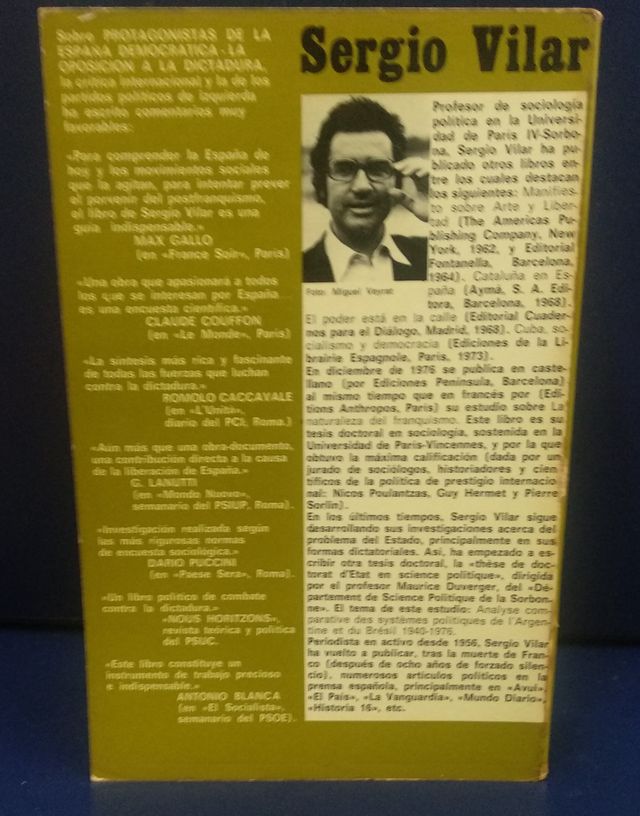 Sobre PROTAGONISTAS DE LA
ESPAÑA DEMOCRATICA - LA
OPOSICION A LA DICTADURA,
la crítica internacional y la de los
partidos políticos de izquierda
ha escrito comentarios muy
favorables:
«Para comprender la España de
hoy y los movimientos sociales
que la agitan, para intentar prever
el porvenir del postfranquismo,
el libro de Sergio Vilar es una
guía indispensable.»
MAX GALLO
(en «France Soir», París)
«Una obra que apasionará a todos
los que se interesan por España
es una encuesta científica.»
CLAUDE COUFFON
(en «Le Monde», París)
«La síntesis más rica y fascinante
de todas las fuerzas que luchan
contra la dictadura.»
ROMOLO CACCAVALE
(en «L'Unità»,
diario del PCI, Roma.)
«Aún más que una obra-documento,
una contribución directa a la causa
de la liberación de España.»
G. LANUTTI
(en «Mondo Nuovo»,
semanario del PSIUP, Roma).
«Investigación realizada según
las más rigurosas normas
de encuesta sociológica.»
DARIO PUCCINI
(en «Paese Sera», Roma).
«Un libro político de combate
contra la dictadura.»
«NOUS HORITZONS»,
revista teórica y política
del PSUC.
«Este libro constituye un
instrumento de trabajo precioso
e indispensable.»
ANTONIO BLANCA
(en «El Socialista»,
semanario del PSOE).
Sergio Vilar
Profesor de sociología
política en la Universi-
dad de París IV-Sorbo-
na, Sergio Vilar ha pu-
blicado otros libros en-
tre los cuales destacan
los siguientes: Manifies-
to sobre Arte y Liber-
tad (The Americas Pu-
blishing Company, New
York, 1962, y Editorial
Fontanella, Barcelona,
1964). Cataluña en Es-
paña (Aymá, S. A. Edi-
tora, Barcelona, 1968).
Foto: Miguel Veyrat
El poder está en la calle (Editorial Cuader-
nos para el Diálogo, Madrid, 1968). Cuba, so-
cialismo y democracia (Ediciones de la Li-
brairie Espagnole, París, 1973).
En diciembre de 1976 se publica en caste-
llano (por Ediciones Península, Barcelona)
al mismo tiempo que en francés por (Edi-
tions Anthropos, París) su estudio sobre La
naturaleza del franquismo. Este libro es su
tesis doctoral en sociología, sostenida en la
Universidad de París-Vincennes, y por la que
obtuvo la máxima calificación (dada por un
jurado de sociólogos, historiadores y cien-
tíficos de la política de prestigio internacio-
nal: Nicos Poulantzas, Guy Hermet y Pierre
Sorlin).
En los últimos tiempos, Sergio Vilar sigue
desarrollando sus investigaciones acerca del
problema del Estado, principalmente en sus
formas dictatoriales. Así, ha empezado a es-
cribir otra tesis doctoral, la «thèse de doc-
torat d'Etat en science politique», dirigida
por el profesor Maurice Duverger, del «Dé-
partement de Science Politique de la Sorbon-
ne». El tema de este estudio: Analyse com-
parative des systèmes politiques de l'Argen-
tine et du Brésil 1940-1976.
Periodista en activo desde 1956, Sergio Vilar
ha vuelto a publicar, tras la muerte de Fran-
co (después de ocho años de forzado silen-
cio), numerosos artículos políticos en la
prensa española, principalmente en «Avui»,
«El País», «La Vanguardia», «Mundo Diario»,
«Historia 16», etc.